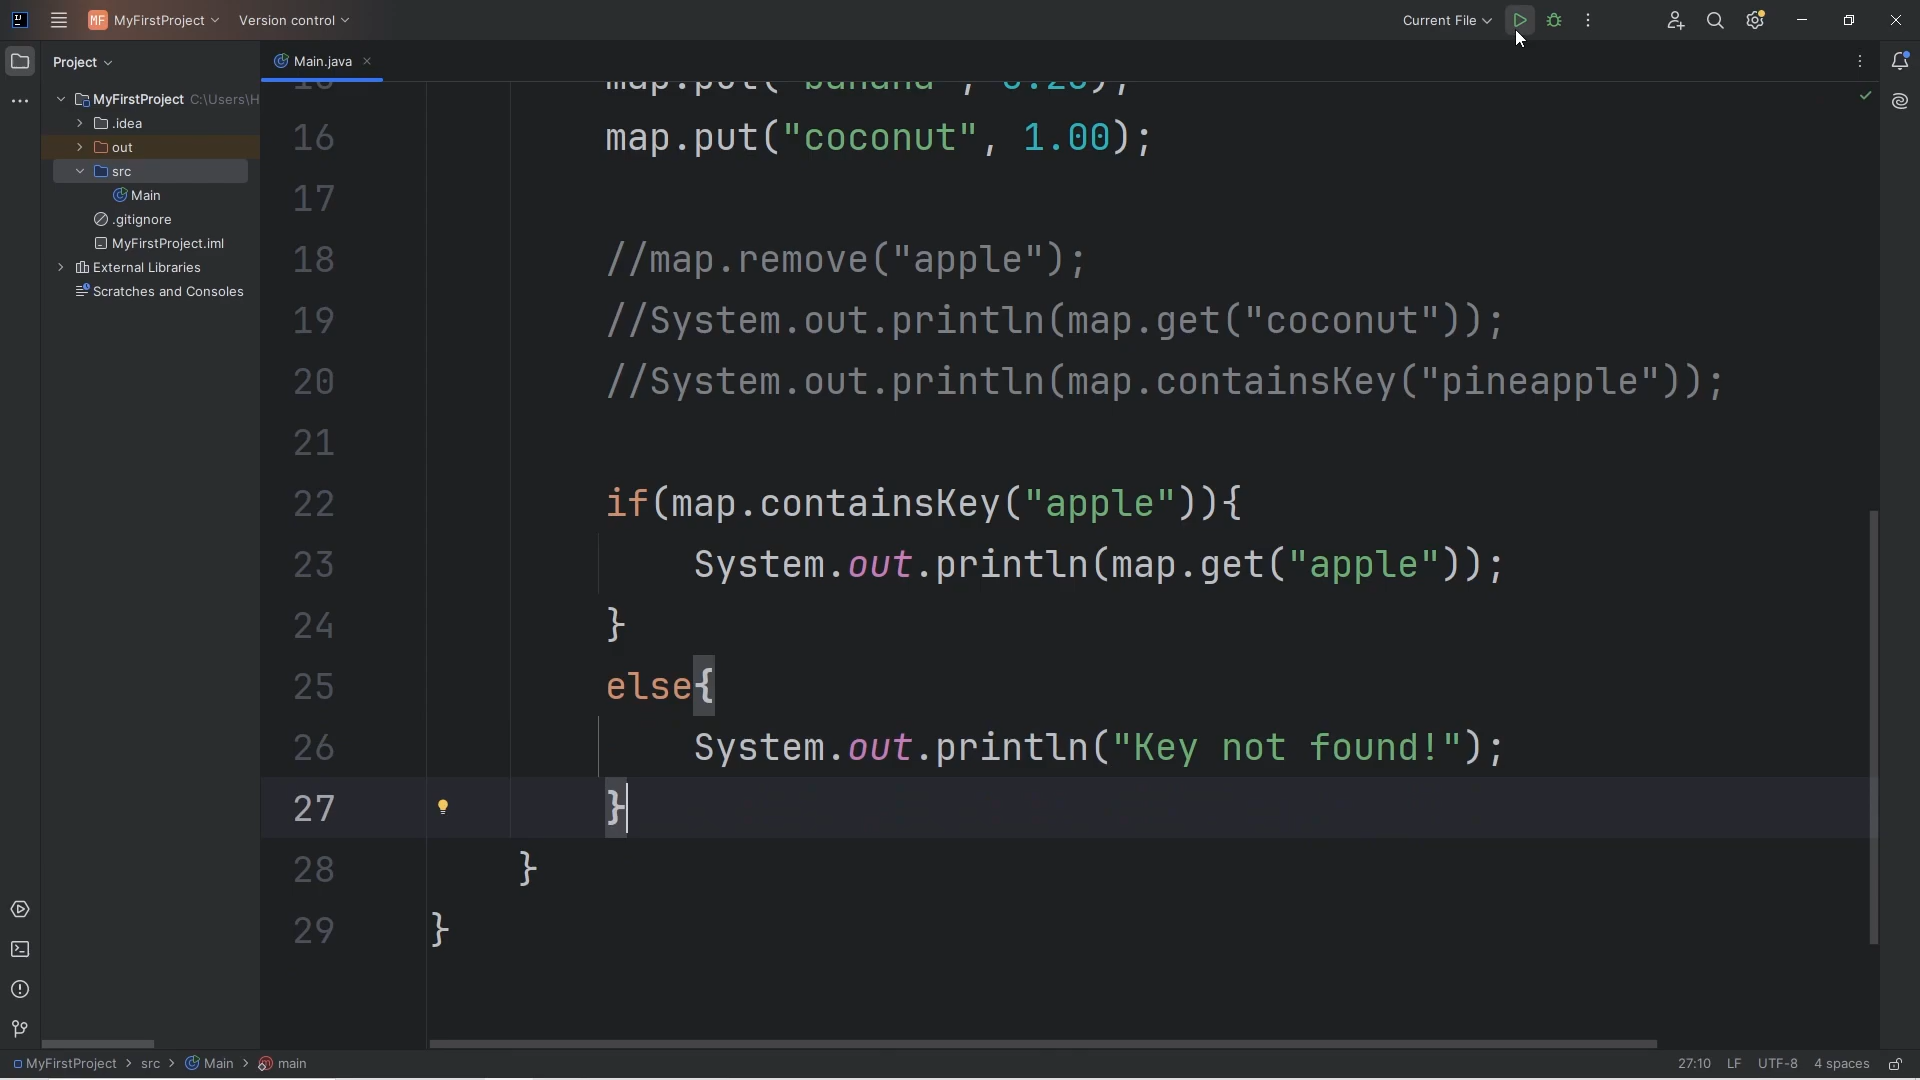 MF MyFirstProject Version control Current File
Project Main.java
MyFirstProject C:\Users\H
.idea
out
src
Main
.gitignore
MyFirstProject.iml
External Libraries
Scratches and Consoles
16 map.put("coconut", 1.00);
17
18 //map.remove("apple");
19 //System.out.println(map.get("coconut"));
20 //System.out.println(map.containsKey("pineapple"));
21
22 if(map.containsKey("apple")){
23 System.out.println(map.get("apple"));
24 }
25 else{
26 System.out.println("Key not found!");
27 }
28 }
29 }
MyFirstProject > src > Main > main 27:10 LF UTF-8 4 spaces